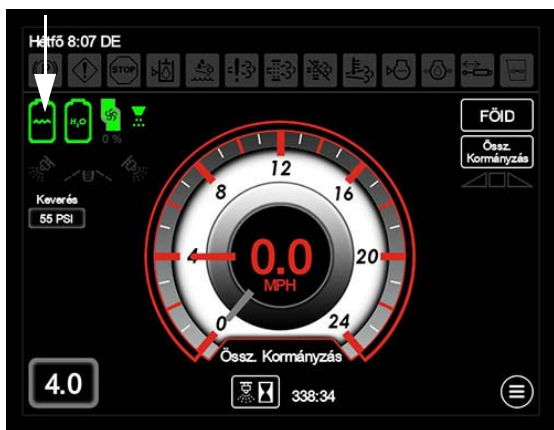 Hétfő 8:07 DE
STOP
H₂O
0 %
FÖlD
Össz.
Kormányzás
Keverés
55 PSI
12
8
16
4
20
0
24
0.0
MPH
Össz. Kormányzás
4.0
338:34